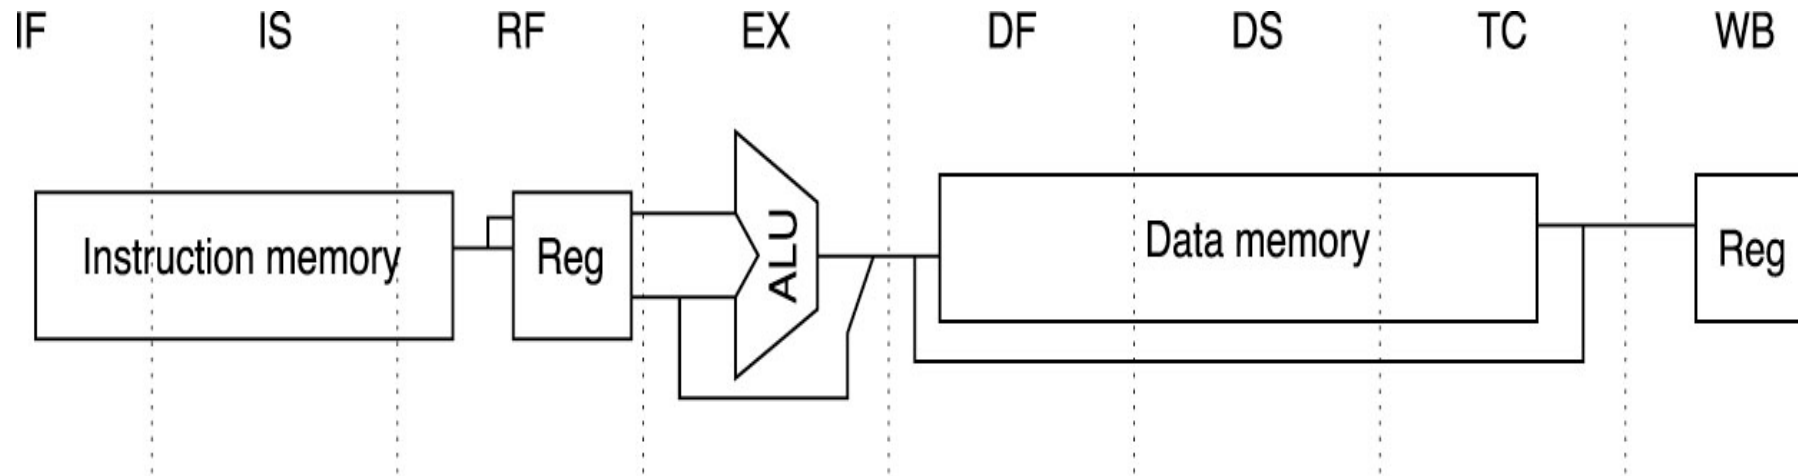 IF IS RF EX DF DS TC WB
Instruction memory Reg ALU Data memory Reg